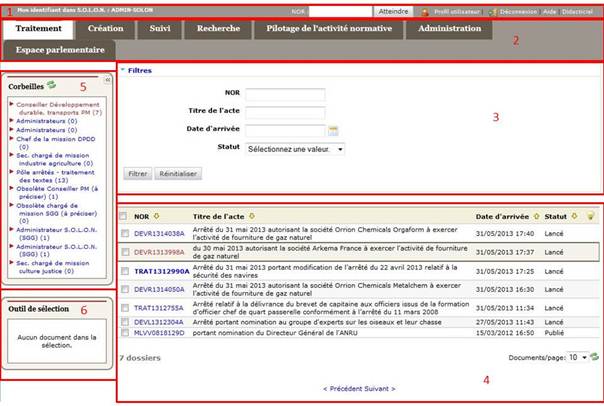 1 Mon identifiant dans S.O.L.O.N. : ADMIN-SOLON NOR Atteindre Profil utilisateur Déconnexion Aide Didacticiel
Traitement Création Suivi Recherche Pilotage de l'activité normative Administration
2
Espace parlementaire
Corbeilles 5 «
Conseiller Développement durable, transports PM (7)
Administrateurs (0)
Administrateurs (0)
Chef de la mission DPDD (0)
Sec. chargé de mission industrie agriculture (0)
Pôle arrêtés - traitement des textes (13)
Obsolète Conseiller PM (à préciser) (1)
Obsolète chargé de mission SGG (à préciser) (0)
Administrateur S.O.L.O.N. (SGG) (1)
Administrateur S.O.L.O.N. (SGG) (0)
Sec. chargé de mission culture justice (0)
6
Outil de sélection
Aucun document dans la sélection.
Filtres
NOR
Titre de l'acte
3
Date d'arrivée
Statut Sélectionnez une valeur.
Filtrer Réinitialiser
NOR Titre de l'acte Date d'arrivée Statut
DEVR1314038A Arrêté du 31 mai 2013 autorisant la société Orrion Chemicals Orgaform à exercer l'activité de fourniture de gaz naturel 31/05/2013 17:40 Lancé
DEVR1313998A du 30 mai 2013 autorisant la société Arkema France à exercer l'activité de fourniture de gaz naturel 31/05/2013 17:37 Lancé
TRAT1312990A Arrêté du 31 mai 2013 portant modification de l'arrêté du 22 avril 2013 relatif à la sécurité des navires 31/05/2013 17:25 Lancé
DEVR1314050A Arrêté du 31 mai 2013 autorisant la société Orrion Chemicals Metalchem à exercer l'activité de fourniture de gaz naturel 31/05/2013 16:30 Lancé
TRAT1312755A Arrêté relatif à la délivrance du brevet de capitaine aux officiers issus de la formation d'officier chef de quart passerelle conformément à l'arrêté du 11 mars 2008 31/05/2013 11:34 Lancé
DEVL1312304A Arrêté portant nomination au groupe d'experts sur les oiseaux et leur chasse 27/05/2013 11:43 Lancé
MLVV0818129D portant nomination du Directeur Général de l'ANRU 15/03/2012 16:50 Publié
7 dossiers Documents/page: 10
4
< Précédent Suivant >